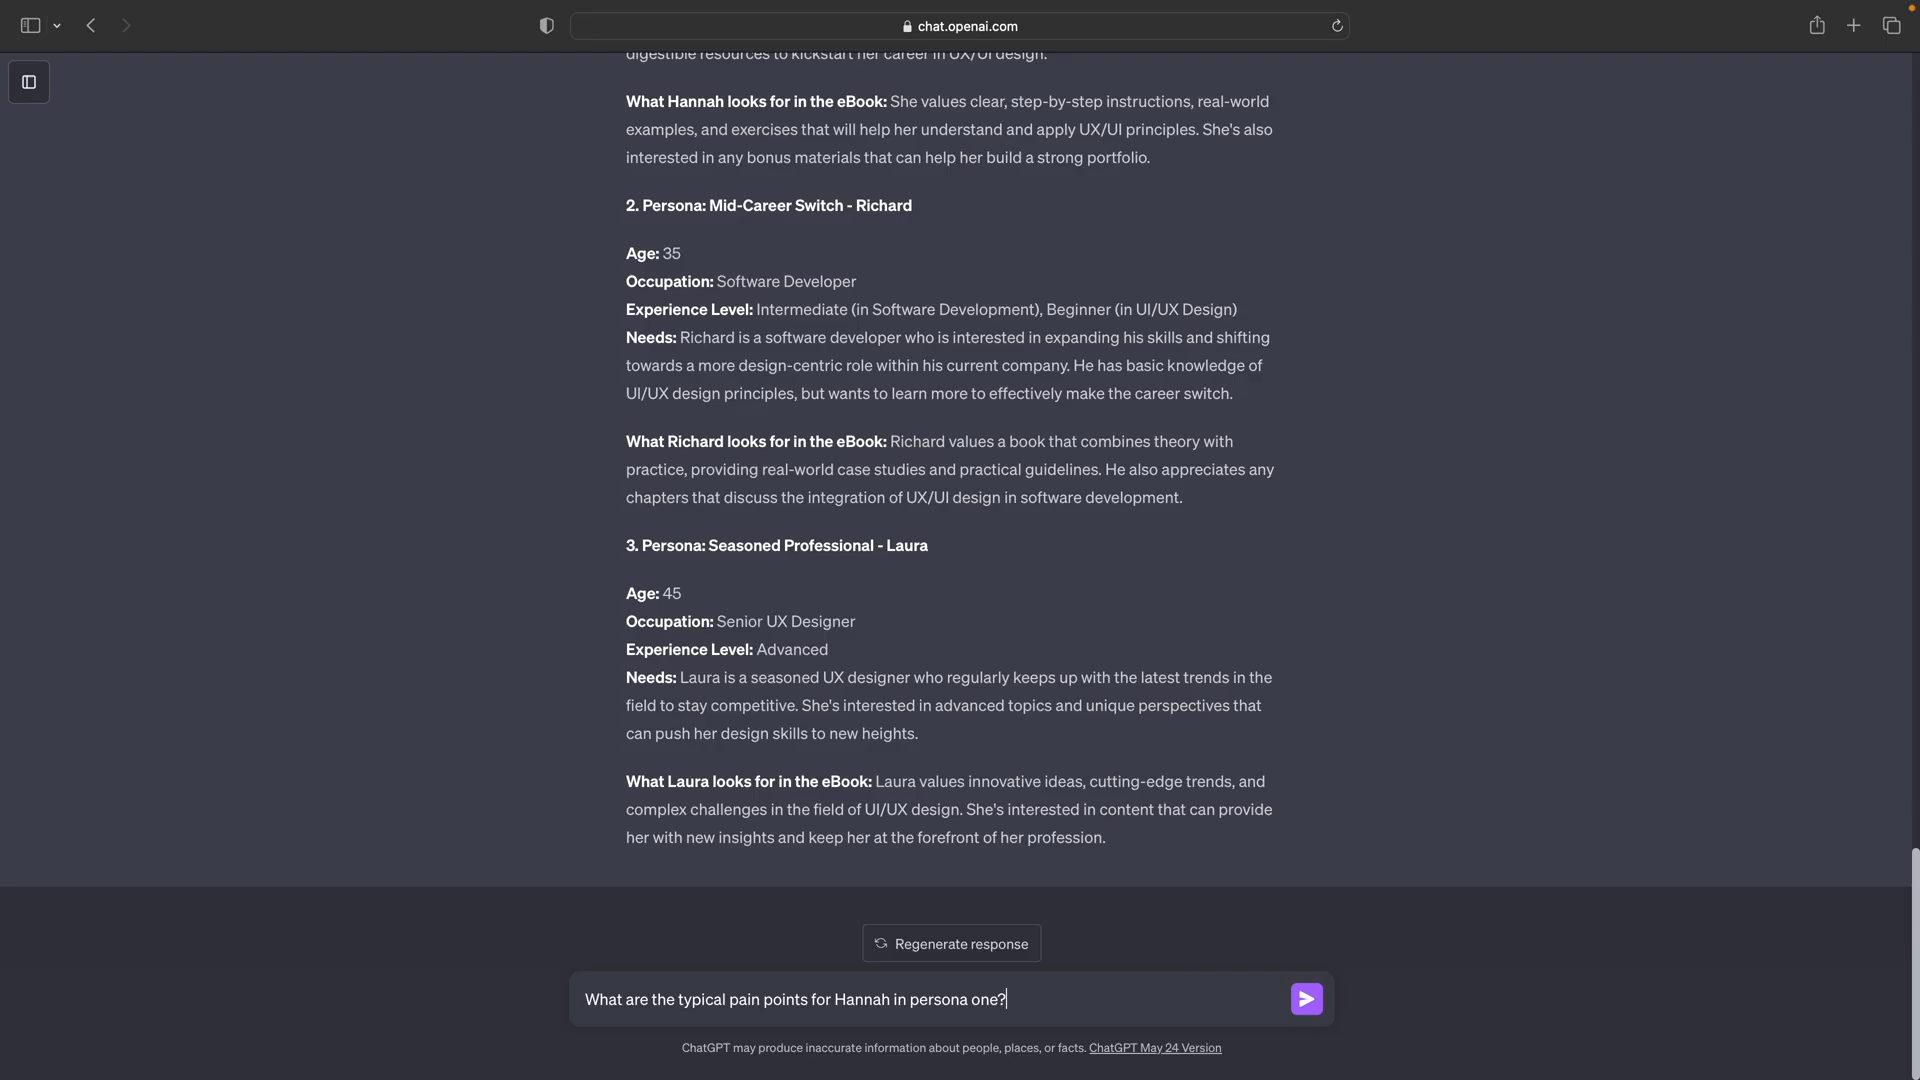 chat.openai.com
digestible resources to kickstart her career in UX/UI design.
What Hannah looks for in the eBook: She values clear, step-by-step instructions, real-world
examples, and exercises that will help her understand and apply UX/UI principles. She's also
interested in any bonus materials that can help her build a strong portfolio.
2. Persona: Mid-Career Switch - Richard
Age: 35
Occupation: Software Developer
Experience Level: Intermediate (in Software Development), Beginner (in UI/UX Design)
Needs: Richard is a software developer who is interested in expanding his skills and shifting
towards a more design-centric role within his current company. He has basic knowledge of
UI/UX design principles, but wants to learn more to effectively make the career switch.
What Richard looks for in the eBook: Richard values a book that combines theory with
practice, providing real-world case studies and practical guidelines. He also appreciates any
chapters that discuss the integration of UX/UI design in software development.
3. Persona: Seasoned Professional - Laura
Age: 45
Occupation: Senior UX Designer
Experience Level: Advanced
Needs: Laura is a seasoned UX designer who regularly keeps up with the latest trends in the
field to stay competitive. She's interested in advanced topics and unique perspectives that
can push her design skills to new heights.
What Laura looks for in the eBook: Laura values innovative ideas, cutting-edge trends, and
complex challenges in the field of UI/UX design. She's interested in content that can provide
her with new insights and keep her at the forefront of her profession.
Regenerate response
What are the typical pain points for Hannah in persona one?
ChatGPT may produce inaccurate information about people, places, or facts. ChatGPT May 24 Version